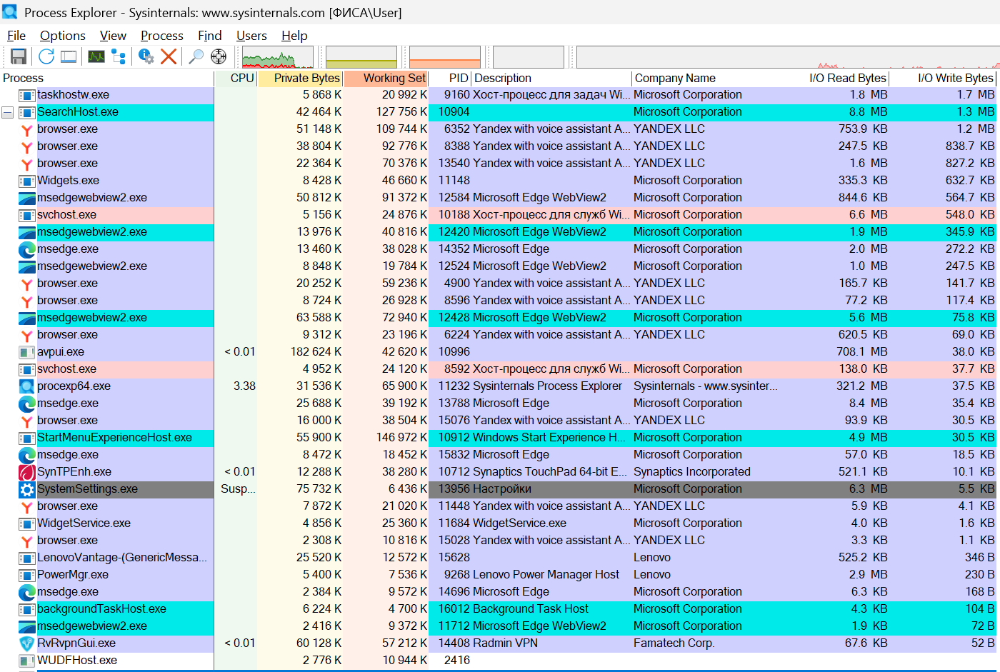 Process Explorer - Sysinternals: www.sysinternals.com [ФИСА\User]
File Options View Process Find Users Help
Process CPU Private Bytes Working Set PID Description Company Name I/O Read Bytes I/O Write Bytes
taskhostw.exe 5 868 K 20 992 K 9160 Хост-процесс для задач Wi... Microsoft Corporation 1.8 MB 1.7 MB
SearchHost.exe 42 464 K 127 756 K 10904 Microsoft Corporation 8.8 MB 1.3 MB
browser.exe 51 148 K 109 744 K 6352 Yandex with voice assistant A... YANDEX LLC 753.9 KB 1.2 MB
browser.exe 38 804 K 92 776 K 8388 Yandex with voice assistant A... YANDEX LLC 247.5 KB 838.7 KB
browser.exe 22 364 K 70 376 K 13540 Yandex with voice assistant A... YANDEX LLC 1.6 MB 827.2 KB
Widgets.exe 8 428 K 46 660 K 11148 Microsoft Corporation 335.3 KB 632.7 KB
msedgewebview2.exe 50 812 K 91 372 K 12584 Microsoft Edge WebView2 Microsoft Corporation 844.6 KB 564.7 KB
svchost.exe 5 156 K 24 876 K 10188 Хост-процесс для служб Wi... Microsoft Corporation 6.6 MB 548.0 KB
msedgewebview2.exe 13 976 K 40 816 K 12420 Microsoft Edge WebView2 Microsoft Corporation 1.9 MB 345.9 KB
msedge.exe 13 460 K 38 028 K 14352 Microsoft Edge Microsoft Corporation 2.0 MB 272.2 KB
msedgewebview2.exe 8 848 K 19 784 K 12524 Microsoft Edge WebView2 Microsoft Corporation 1.0 MB 247.5 KB
browser.exe 20 252 K 59 236 K 4900 Yandex with voice assistant A... YANDEX LLC 165.7 KB 141.7 KB
browser.exe 8 724 K 26 928 K 8596 Yandex with voice assistant A... YANDEX LLC 77.2 KB 117.4 KB
msedgewebview2.exe 63 588 K 72 940 K 12428 Microsoft Edge WebView2 Microsoft Corporation 5.6 MB 75.8 KB
browser.exe 9 312 K 23 196 K 6224 Yandex with voice assistant A... YANDEX LLC 620.5 KB 69.0 KB
avpui.exe < 0.01 182 624 K 42 620 K 10996 708.1 MB 38.0 KB
svchost.exe 4 952 K 24 120 K 8592 Хост-процесс для служб Wi... Microsoft Corporation 138.0 KB 37.7 KB
procexp64.exe 3.38 31 536 K 65 900 K 11232 Sysinternals Process Explorer Sysinternals - www.sysinter... 321.2 MB 37.5 KB
msedge.exe 25 688 K 39 192 K 13788 Microsoft Edge Microsoft Corporation 8.4 MB 35.4 KB
browser.exe 16 000 K 38 504 K 15076 Yandex with voice assistant A... YANDEX LLC 93.9 KB 30.5 KB
StartMenuExperienceHost.exe 55 900 K 146 972 K 10912 Windows Start Experience H... Microsoft Corporation 4.9 MB 30.5 KB
msedge.exe 8 472 K 18 452 K 15832 Microsoft Edge Microsoft Corporation 57.0 KB 18.5 KB
SynTPEnh.exe < 0.01 12 288 K 38 280 K 10712 Synaptics TouchPad 64-bit E... Synaptics Incorporated 521.1 KB 10.1 KB
SystemSettings.exe Susp... 75 732 K 6 436 K 13956 Настройки Microsoft Corporation 6.3 MB 5.5 KB
browser.exe 7 872 K 21 020 K 11448 Yandex with voice assistant A... YANDEX LLC 5.9 KB 4.1 KB
WidgetService.exe 4 856 K 25 360 K 11684 WidgetService.exe Microsoft Corporation 4.0 KB 1.6 KB
browser.exe 2 308 K 10 816 K 15028 Yandex with voice assistant A... YANDEX LLC 3.3 KB 1.1 KB
LenovoVantage-(GenericMessa... 25 520 K 12 572 K 15628 Lenovo 525.2 KB 346 B
PowerMgr.exe 5 400 K 7 536 K 9268 Lenovo Power Manager Host Lenovo 2.9 MB 230 B
msedge.exe 2 384 K 9 572 K 14696 Microsoft Edge Microsoft Corporation 6.3 KB 168 B
backgroundTaskHost.exe 6 224 K 4 700 K 16012 Background Task Host Microsoft Corporation 4.3 KB 104 B
msedgewebview2.exe 2 416 K 9 372 K 11712 Microsoft Edge WebView2 Microsoft Corporation 1.9 KB 72 B
RvRvpnGui.exe < 0.01 60 128 K 57 212 K 14408 Radmin VPN Famatech Corp. 67.6 KB 52 B
WUDFHost.exe 2 776 K 10 944 K 2416